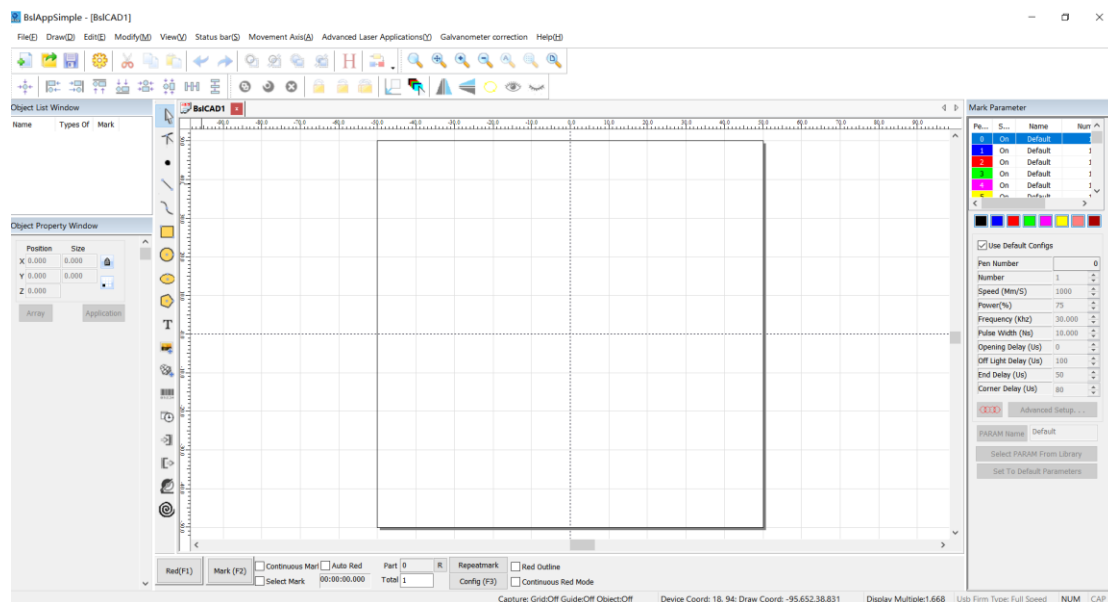 BslAppSimple - [BslCAD1]
File(F) Draw(D) Edit(E) Modify(M) View(V) Status bar(S) Movement Axis(A) Advanced Laser Applications(Y) Galvanometer correction Help(H)
Object List Window
Name Types Of Mark
BslCAD1
Object Property Window
Position Size
X 0.000 0.000
Y 0.000 0.000
Z 0.000
Array Application
Mark Parameter
Pe... S... Name Num
0 On Default
1 On Default
2 On Default
3 On Default
4 On Default
Use Default Configs
Pen Number 0
Number 1
Speed (Mm/S) 1000
Power(%) 75
Frequency (Khz) 30.000
Pulse Width (Ns) 10.000
Opening Delay (Us) 0
Off Light Delay (Us) 100
End Delay (Us) 50
Corner Delay (Us) 80
Advanced Setup...
PARAM Name Default
Select PARAM From Library
Set To Default Parameters
Red(F1) Mark (F2) Continuous Mark Auto Red Part 0 R Repeatmark Red Outline
Select Mark 00:00:00.000 Total 1 Config (F3) Continuous Red Mode
Capture: Grid:Off Guide:Off Object:Off Device Coord: 18, 94; Draw Coord: -95.652,38.831 Display Multiple:1.668 Usb Firm Type: Full Speed NUM CAP